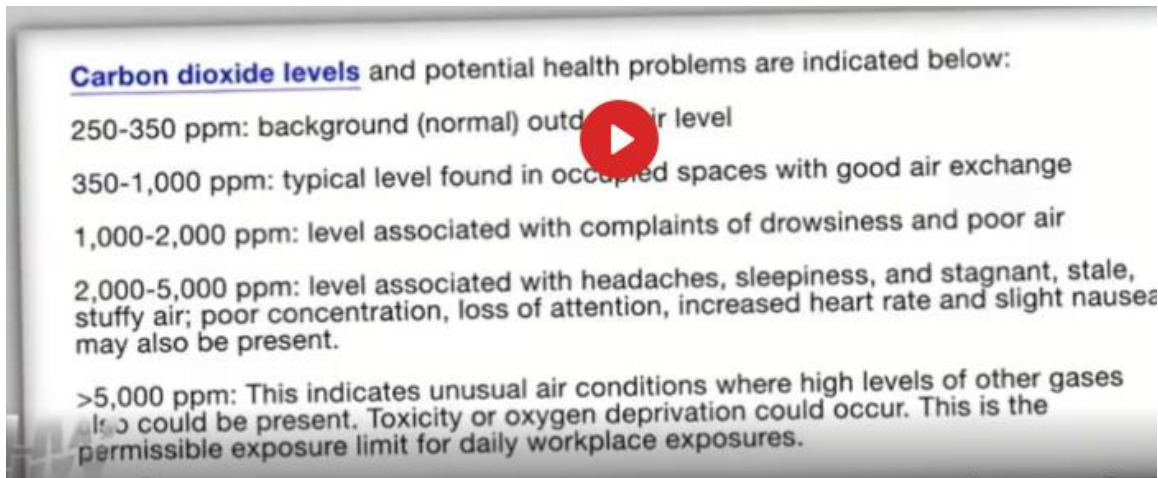 Carbon dioxide levels and potential health problems are indicated below:
250-350 ppm: background (normal) outd ir level
350-1,000 ppm: typical level found in occupied spaces with good air exchange
1,000-2,000 ppm: level associated with complaints of drowsiness and poor air
2,000-5,000 ppm: level associated with headaches, sleepiness, and stagnant, stale,
stuffy air; poor concentration, loss of attention, increased heart rate and slight nausea
may also be present.
>5,000 ppm: This indicates unusual air conditions where high levels of other gases
also could be present. Toxicity or oxygen deprivation could occur. This is the
permissible exposure limit for daily workplace exposures.